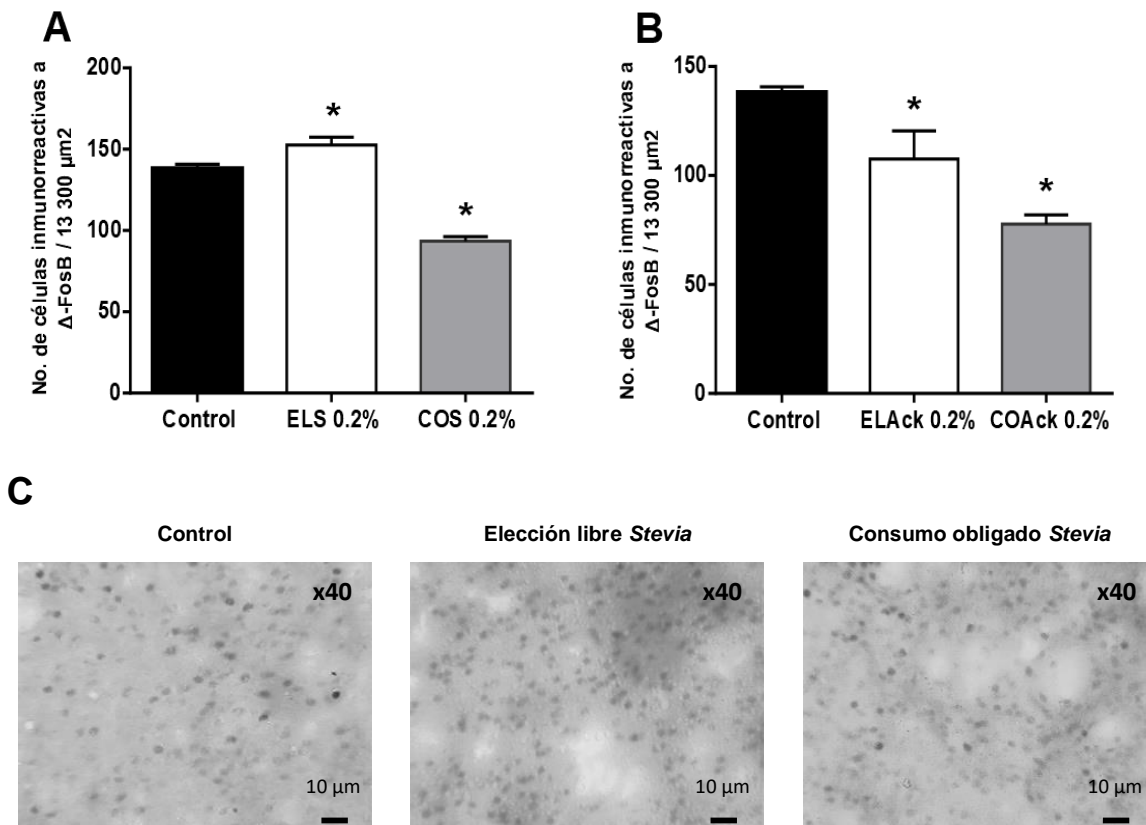 A
No. de células inmunorreactivas a
Δ-FosB / 13 300 µm2
200
150
100
50
0
*
*
Control
ELS 0.2%
COS 0.2%
B
No. de células inmunorreactivas a
Δ-FosB / 13 300 µm2
150
100
50
0
*
*
Control
ELAck 0.2%
COAck 0.2%
C
Control
Elección libre Stevia
Consumo obligado Stevia
x40
x40
x40
10 µm
10 µm
10 µm